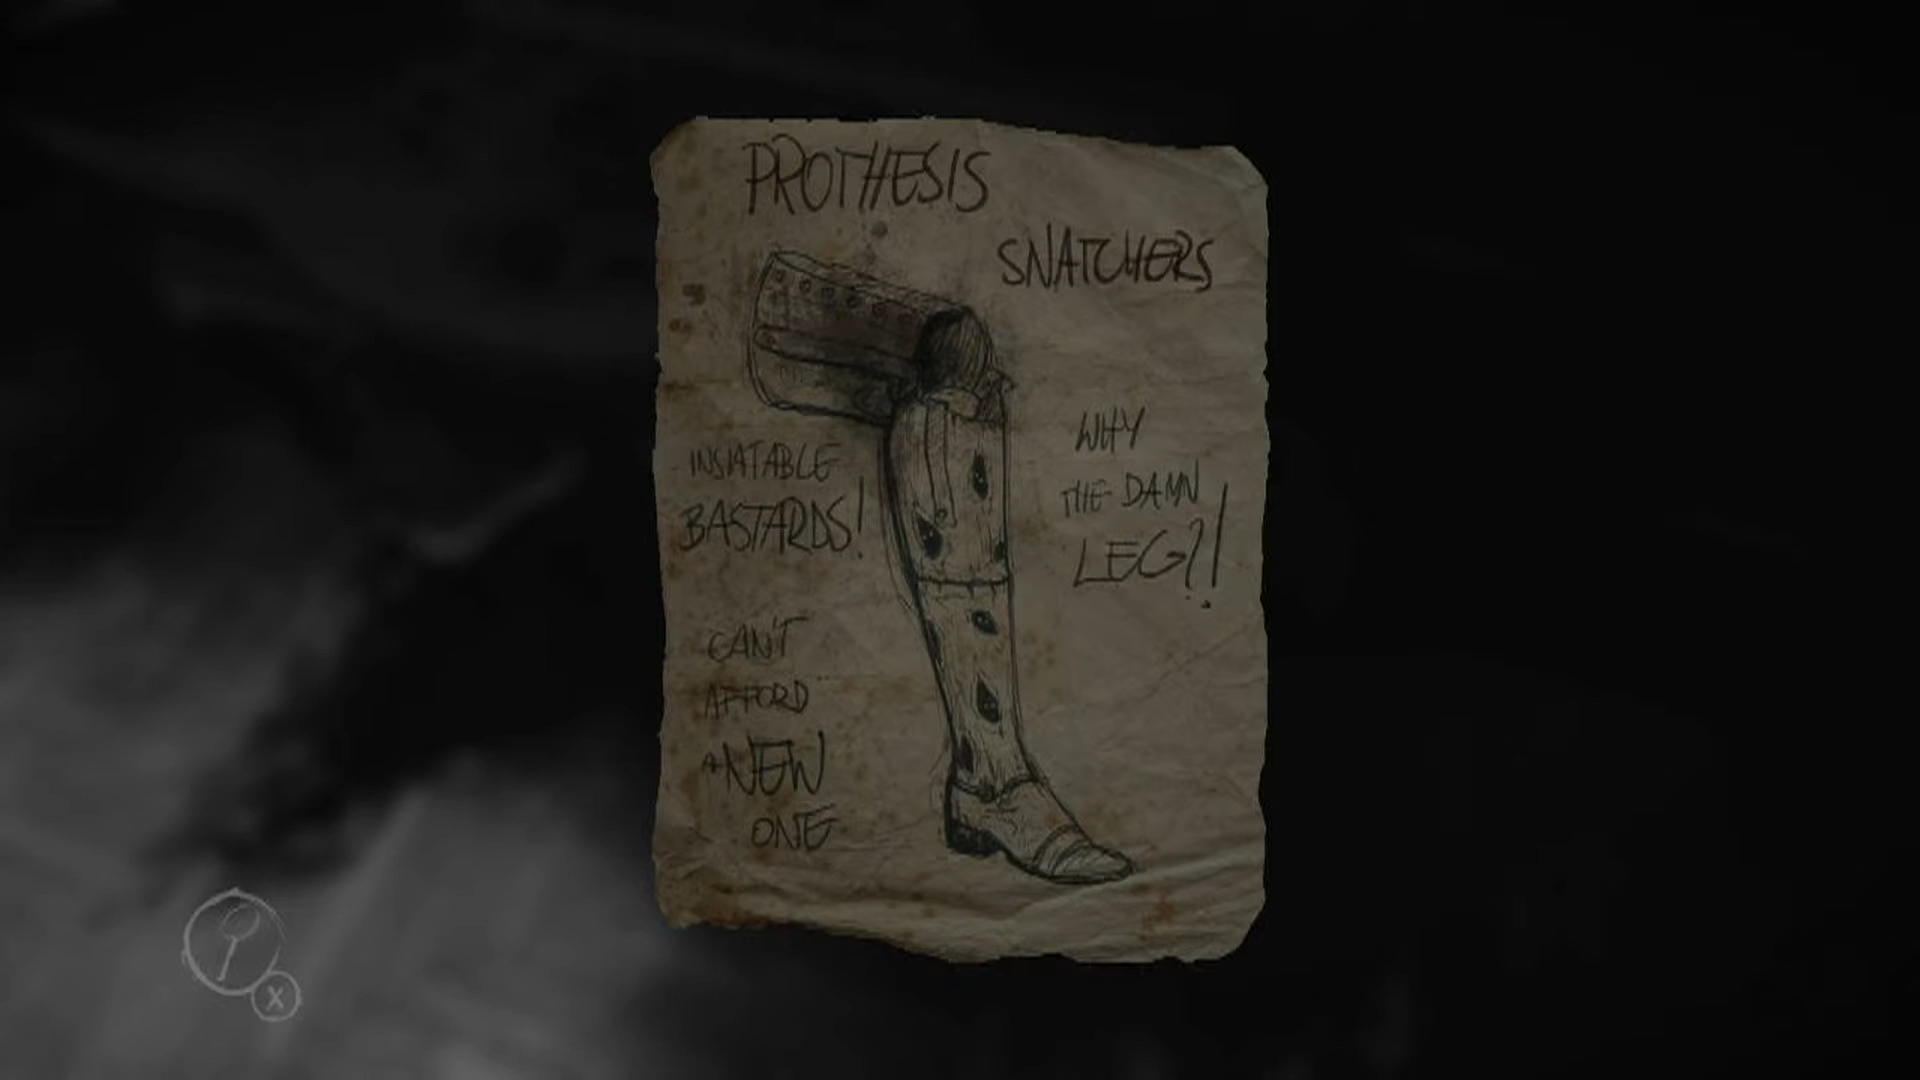 PROTHESIS
SNATCHERS
INSIATABLE
BASTARDS!
WHY
THE DAMN
LEG?!
CAN'T
AFFORD
A NEW
ONE
X